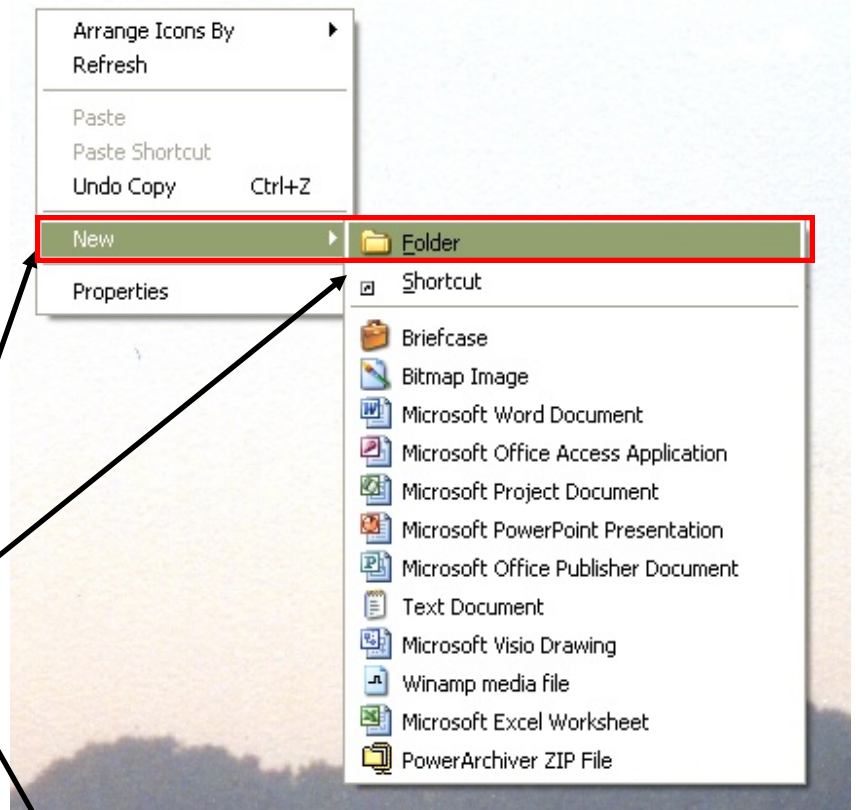 Arrange Icons By
Refresh
Paste
Paste Shortcut
Undo Copy Ctrl+Z
New
Properties
Folder
Shortcut
Briefcase
Bitmap Image
Microsoft Word Document
Microsoft Office Access Application
Microsoft Project Document
Microsoft PowerPoint Presentation
Microsoft Office Publisher Document
Text Document
Microsoft Visio Drawing
Winamp media file
Microsoft Excel Worksheet
PowerArchiver ZIP File